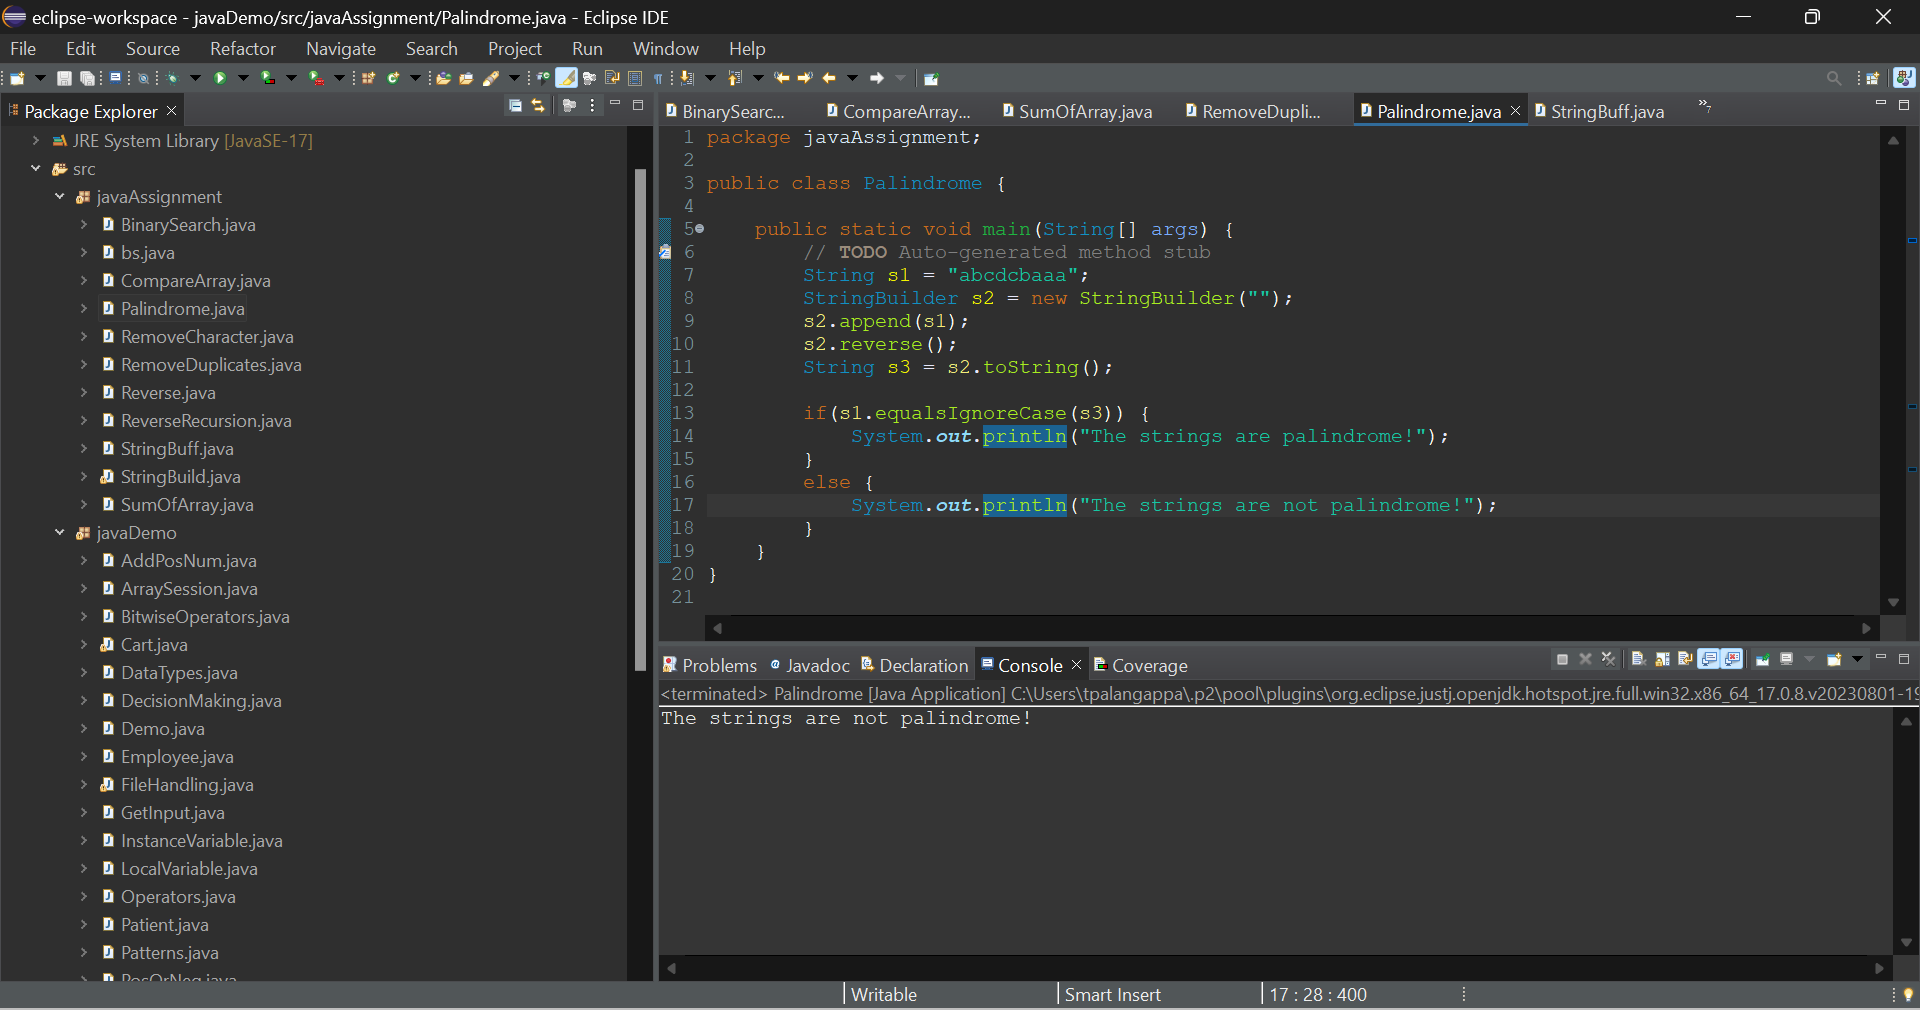 eclipse-workspace - javaDemo/src/javaAssignment/Palindrome.java - Eclipse IDE
File Edit Source Refactor Navigate Search Project Run Window Help
Package Explorer
JRE System Library [JavaSE-17]
src
javaAssignment
BinarySearch.java
bs.java
CompareArray.java
Palindrome.java
RemoveCharacter.java
RemoveDuplicates.java
Reverse.java
ReverseRecursion.java
StringBuff.java
StringBuild.java
SumOfArray.java
javaDemo
AddPosNum.java
ArraySession.java
BitwiseOperators.java
Cart.java
DataTypes.java
DecisionMaking.java
Demo.java
Employee.java
FileHandling.java
GetInput.java
InstanceVariable.java
LocalVariable.java
Operators.java
Patient.java
Patterns.java
PosOrNeg.java
BinarySearc... CompareArray... SumOfArray.java RemoveDupli... Palindrome.java StringBuff.java »7
1 package javaAssignment;
2
3 public class Palindrome {
4
5 public static void main(String[] args) {
6 // TODO Auto-generated method stub
7 String s1 = "abcdcbaaa";
8 StringBuilder s2 = new StringBuilder("");
9 s2.append(s1);
10 s2.reverse();
11 String s3 = s2.toString();
12
13 if(s1.equalsIgnoreCase(s3)) {
14 System.out.println("The strings are palindrome!");
15 }
16 else {
17 System.out.println("The strings are not palindrome!");
18 }
19 }
20 }
21
Problems Javadoc Declaration Console Coverage
<terminated> Palindrome [Java Application] C:\Users\tpalangappa\.p2\pool\plugins\org.eclipse.justj.openjdk.hotspot.jre.full.win32.x86_64_17.0.8.v20230801-19
The strings are not palindrome!
Writable Smart Insert 17 : 28 : 400